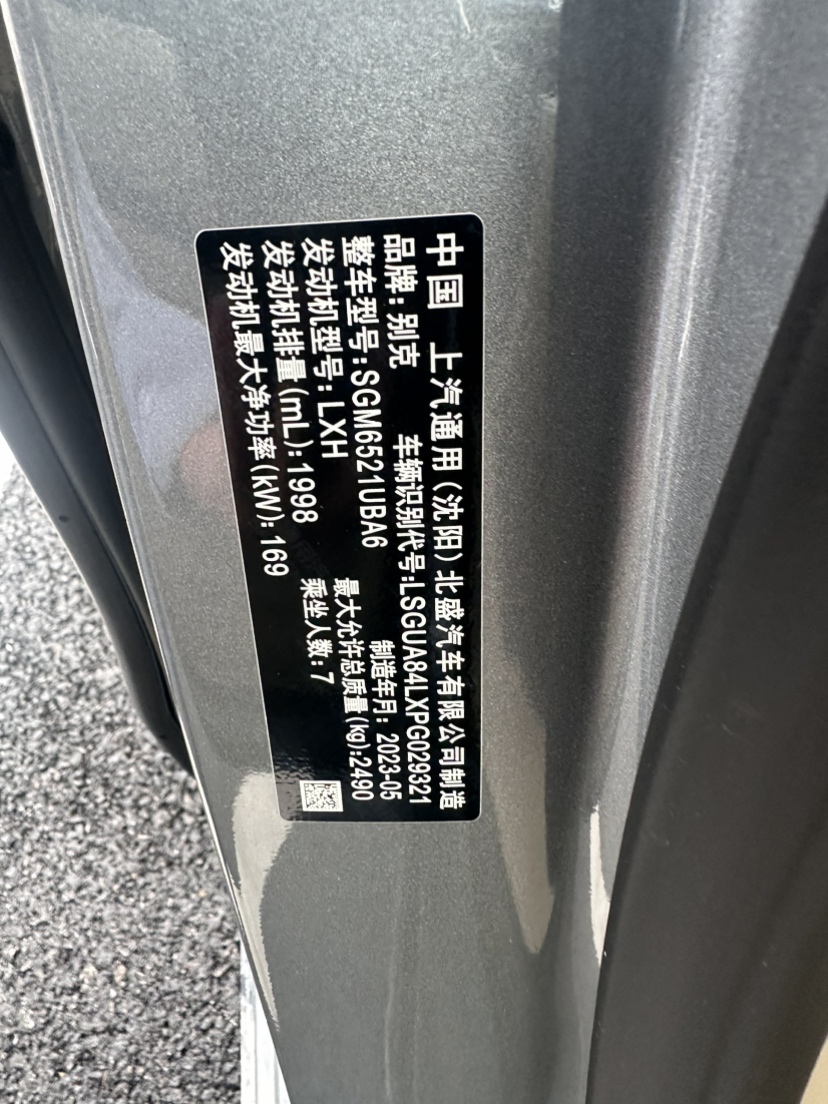 中国 上汽通用(沈阳)北盛汽车有限公司制造
品牌:别克 车辆识别代号:LSGUA84LXPG029321
整车型号:SGM6521UBA6 制造年月:2023-05
发动机型号:LXH 最大允许总质量(kg):2490
发动机排量(mL):1998 乘坐人数:7
发动机最大净功率(kW):169